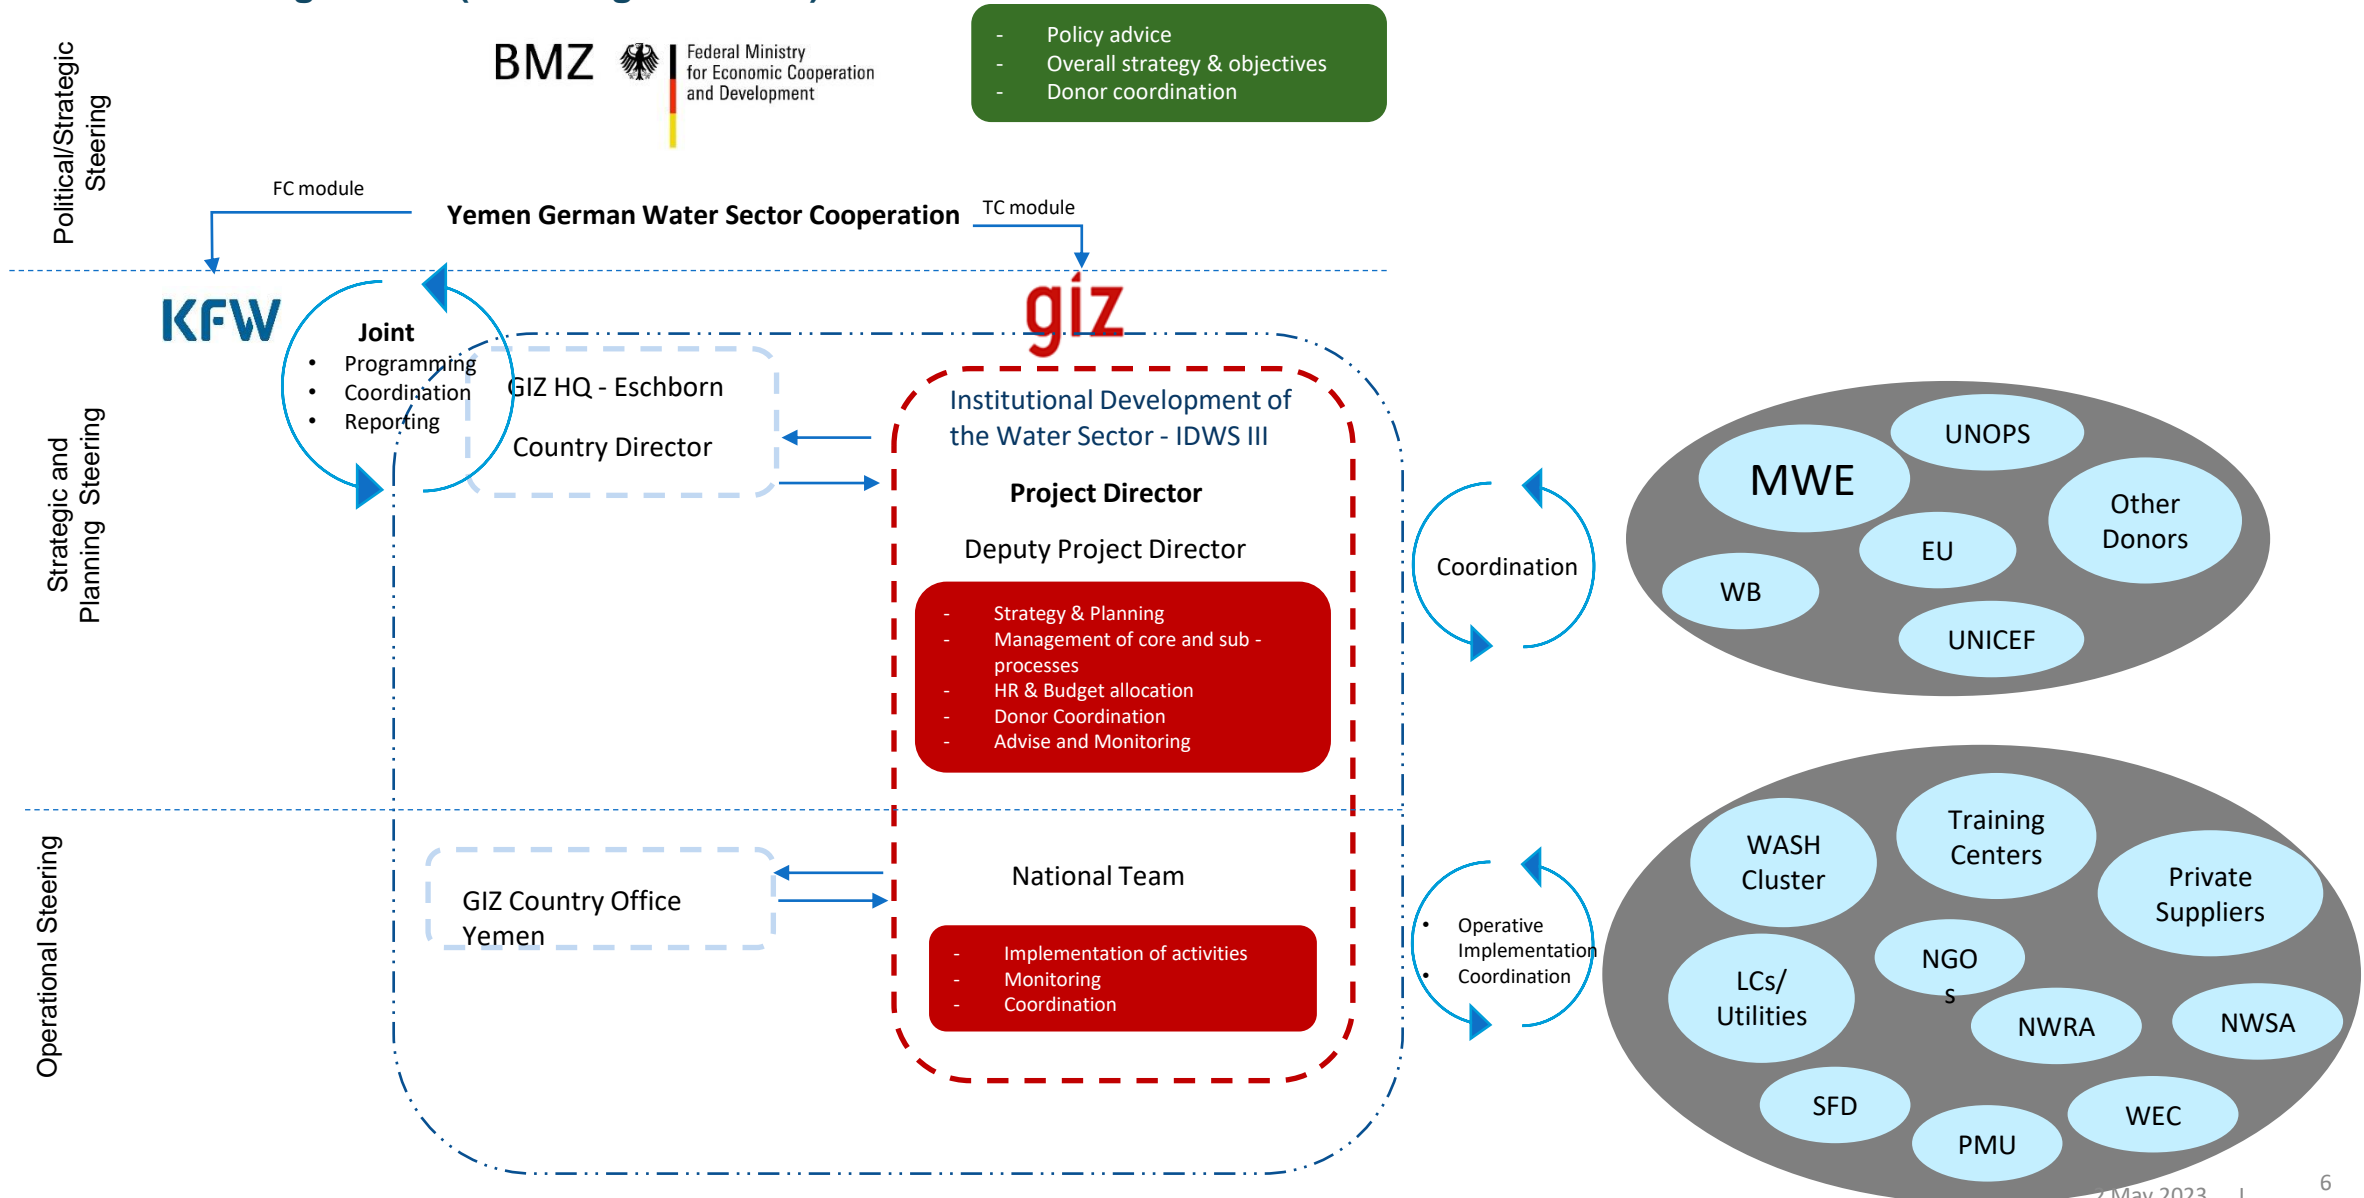 Political/Strategic
Steering
BMZ
Federal Ministry
for Economic Cooperation
and Development
- Policy advice
- Overall strategy & objectives
- Donor coordination
FC module
Yemen German Water Sector Cooperation
TC module
Strategic and
Planning Steering
KFW
Joint
• Programming
• Coordination
• Reporting
GIZ HQ - Eschborn
Country Director
giz
Institutional Development of
the Water Sector - IDWS III
Project Director
Deputy Project Director
- Strategy & Planning
- Management of core and sub -
processes
- HR & Budget allocation
- Donor Coordination
- Advise and Monitoring
Coordination
UNOPS
MWE
Other
Donors
EU
WB
UNICEF
Operational Steering
GIZ Country Office
Yemen
National Team
- Implementation of activities
- Monitoring
- Coordination
• Operative
Implementation
• Coordination
WASH
Cluster
Training
Centers
Private
Suppliers
NGO
s
LCs/
Utilities
NWRA
NWSA
SFD
PMU
WEC
May 2023 |
6